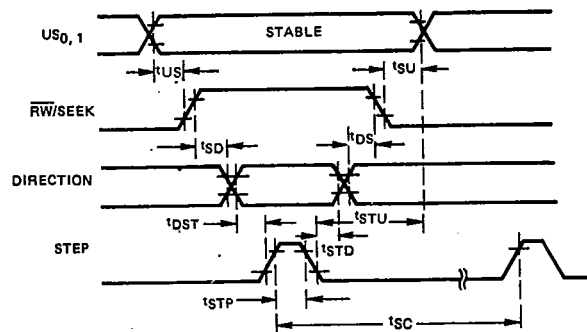 US0, 1
STABLE
tUS
tSU
RW/SEEK
tSD
tDS
DIRECTION
tDST
tSTU
tSTD
STEP
tSTP
tSC